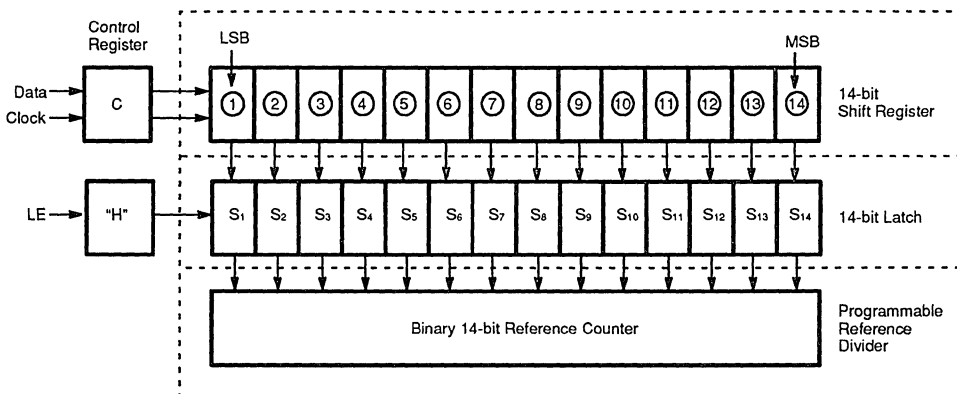 Control
Register
LSB
MSB
Data
Clock
C
1 2 3 4 5 6 7 8 9 10 11 12 13 14
14-bit
Shift Register
LE
"H"
S1 S2 S3 S4 S5 S6 S7 S8 S9 S10 S11 S12 S13 S14
14-bit Latch
Binary 14-bit Reference Counter
Programmable
Reference
Divider